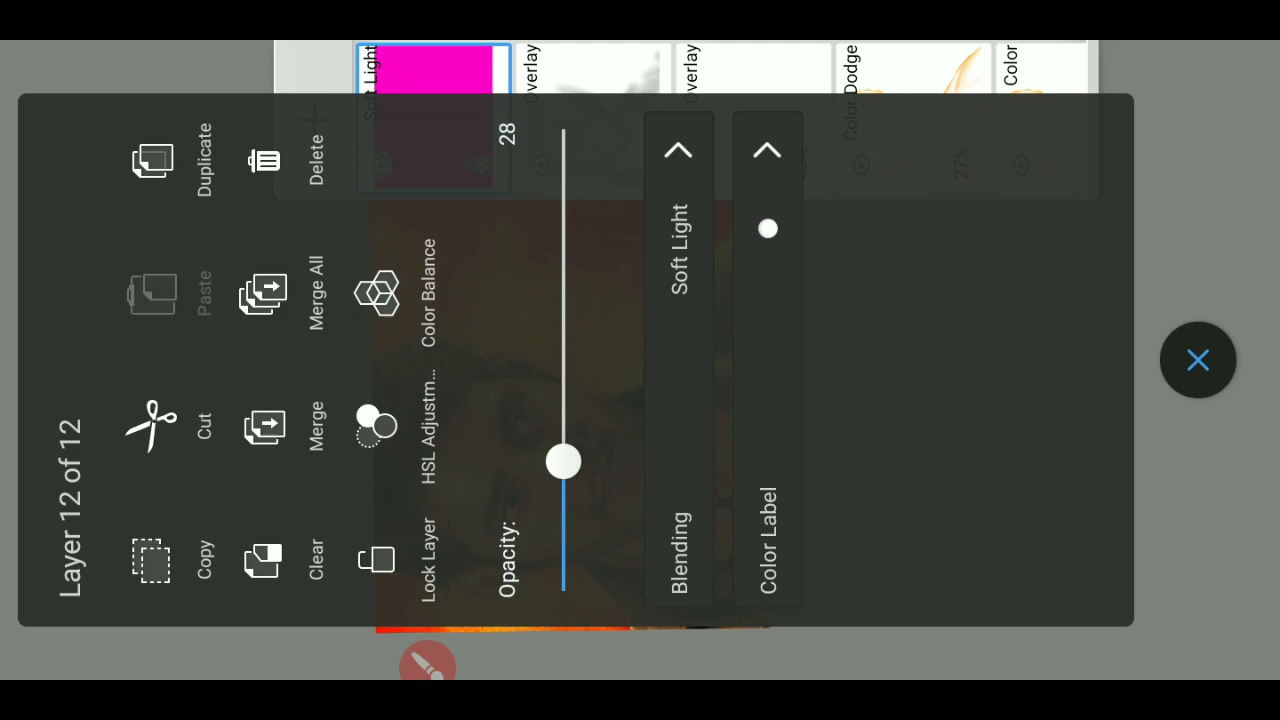 Layer 12 of 12
Copy
Cut
Paste
Duplicate
Clear
Merge
Merge All
Delete
Lock Layer
HSL Adjustm...
Color Balance
Opacity:
28
Blending
Soft Light
Color Label
Soft Light
Overlay
Overlay
Color Dodge
27%
Color